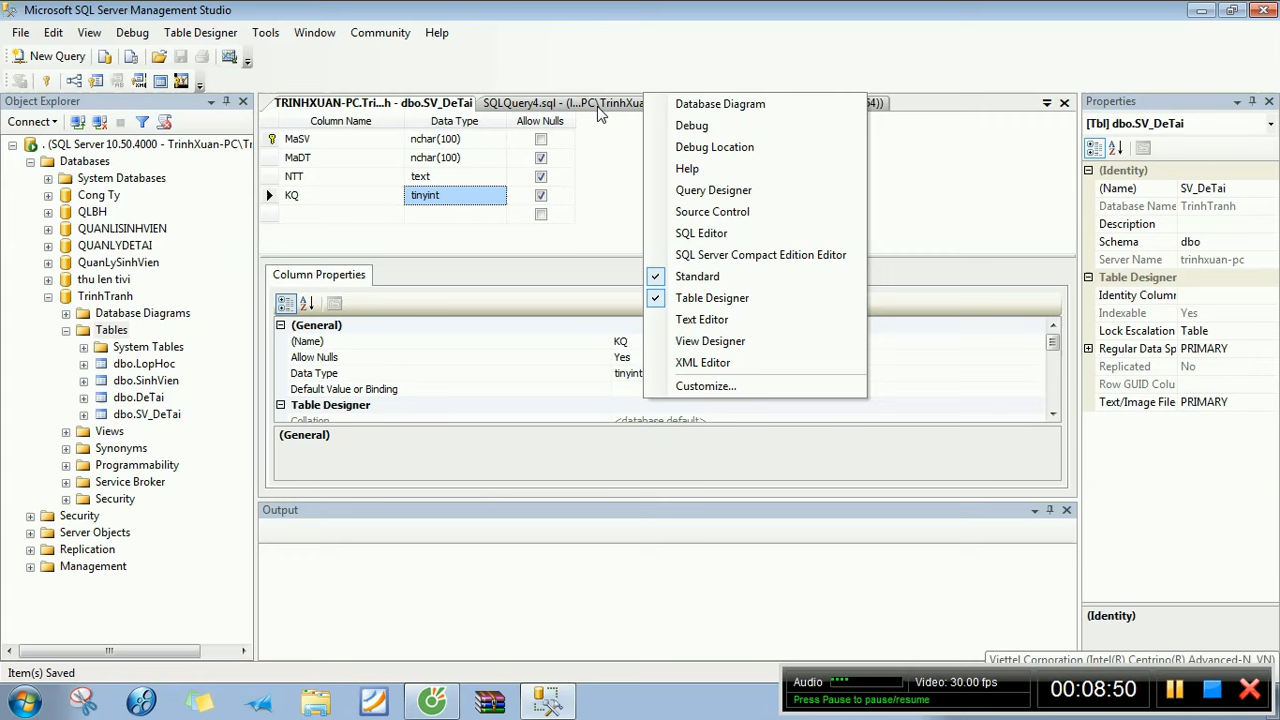 Microsoft SQL Server Management Studio
File Edit View Debug Table Designer Tools Window Community Help
New Query
Object Explorer
Connect
. (SQL Server 10.50.4000 - TrinhXuan-PC\Tr
Databases
System Databases
Cong Ty
QLBH
QUANLISINHVIEN
QUANLYDETAI
QuanLySinhVien
thu len tivi
TrinhTranh
Database Diagrams
Tables
System Tables
dbo.LopHoc
dbo.SinhVien
dbo.DeTai
dbo.SV_DeTai
Views
Synonyms
Programmability
Service Broker
Security
Security
Server Objects
Replication
Management
TRINHXUAN-PC.Tri...h - dbo.SV_DeTai SQLQuery4.sql - (l...PC\TrinhXua
Column Name Data Type Allow Nulls
MaSV nchar(100)
MaDT nchar(100)
NTT text
KQ tinyint
Column Properties
(General)
(Name) KQ
Allow Nulls Yes
Data Type tinyint
Default Value or Binding
Table Designer
Collation <database default>
(General)
Database Diagram
Debug
Debug Location
Help
Query Designer
Source Control
SQL Editor
SQL Server Compact Edition Editor
Standard
Table Designer
Text Editor
View Designer
XML Editor
Customize...
Output
Properties
[Tbl] dbo.SV_DeTai
(Identity)
(Name) SV_DeTai
Database Name TrinhTranh
Description
Schema dbo
Server Name trinhxuan-pc
Table Designer
Identity Column
Indexable Yes
Lock Escalation Table
Regular Data Sp PRIMARY
Replicated No
Row GUID Colu
Text/Image File PRIMARY
(Identity)
Item(s) Saved
Viettel Corporation (Intel(R) Centrino(R) Advanced-N, VN)
Audio Video: 30.00 fps
Press Pause to pause/resume
00:08:50